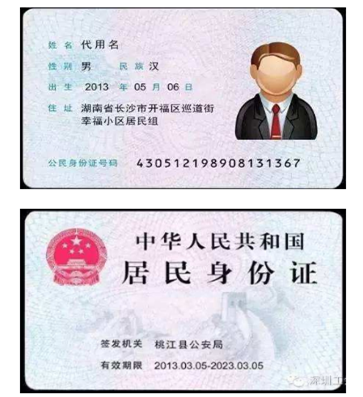 姓名 代用名
性别 男 民族 汉
出生 2013 年 05 月 06 日
住址 湖南省长沙市开福区巡道街
幸福小区居民组
公民身份证号码 430512198908131367
中华人民共和国
居民身份证
签发机关 桃江县公安局
有效期限 2013.03.05-2023.03.05
深圳工